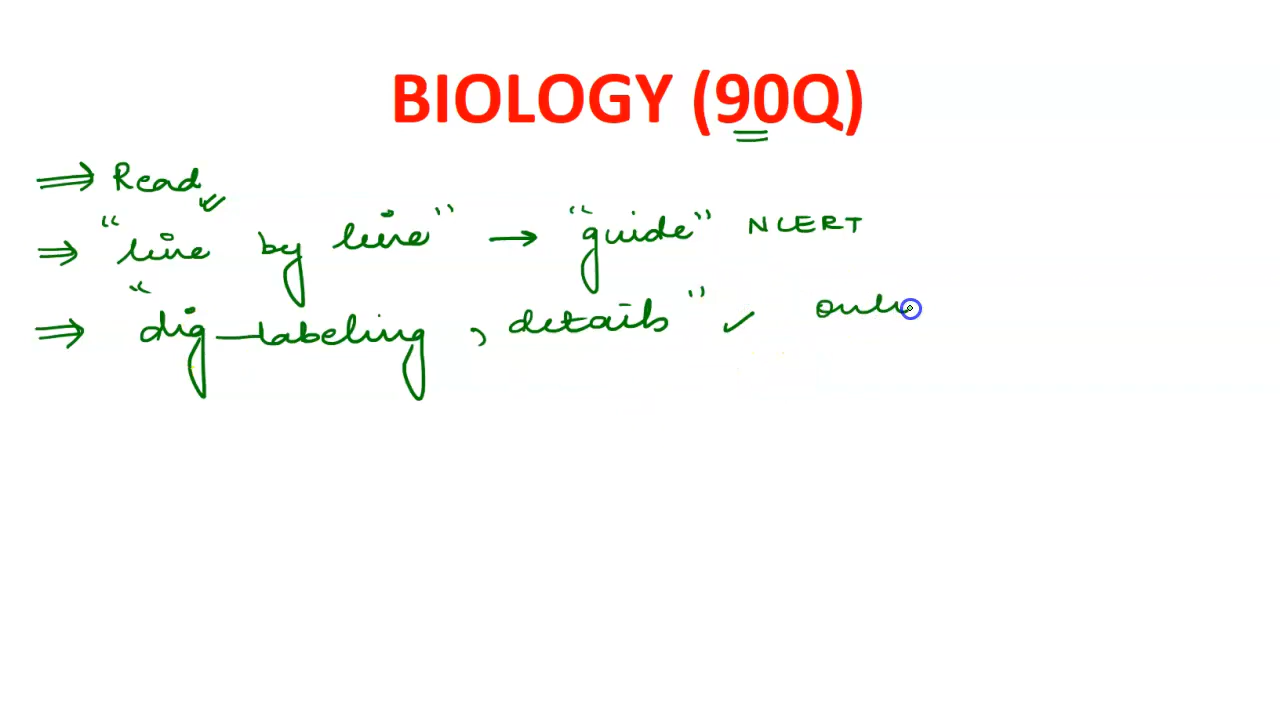 BIOLOGY (90Q)
⇒ Read
⇒ "line by line" → "guide" NCERT
⇒ "dig - labeling, details" ✓